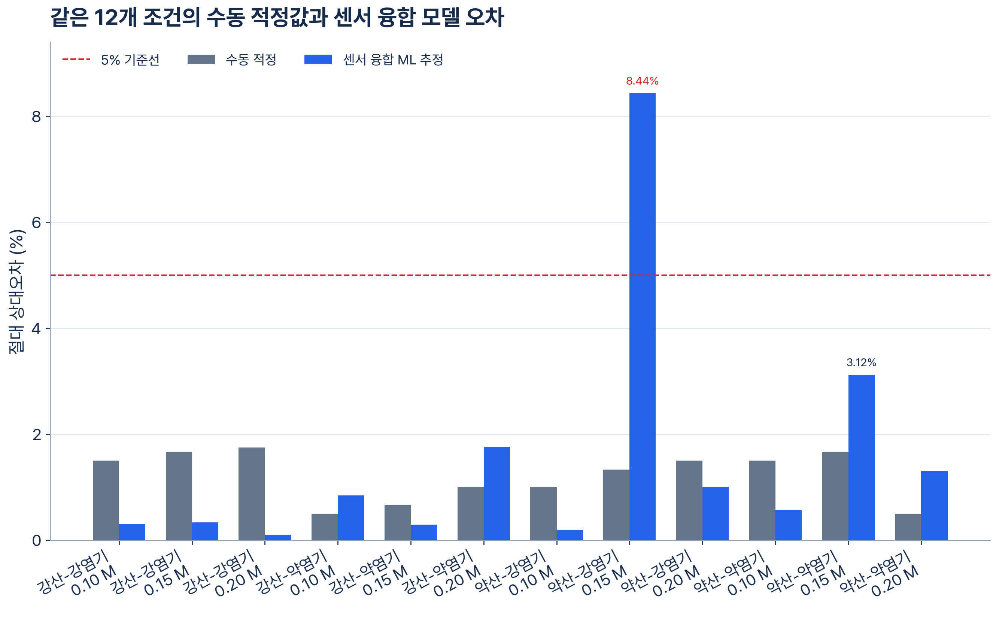 같은 12개 조건의 수동 적정값과 센서 융합 모델 오차
5% 기준선
수동 적정
센서 융합 ML 추정
절대 상대오차 (%)
8
6
4
2
0
8.44%
3.12%
강산-강염기
0.10 M
강산-강염기
0.15 M
강산-강염기
0.20 M
강산-약염기
0.10 M
강산-약염기
0.15 M
강산-약염기
0.20 M
약산-강염기
0.10 M
약산-강염기
0.15 M
약산-강염기
0.20 M
약산-약염기
0.10 M
약산-약염기
0.15 M
약산-약염기
0.20 M